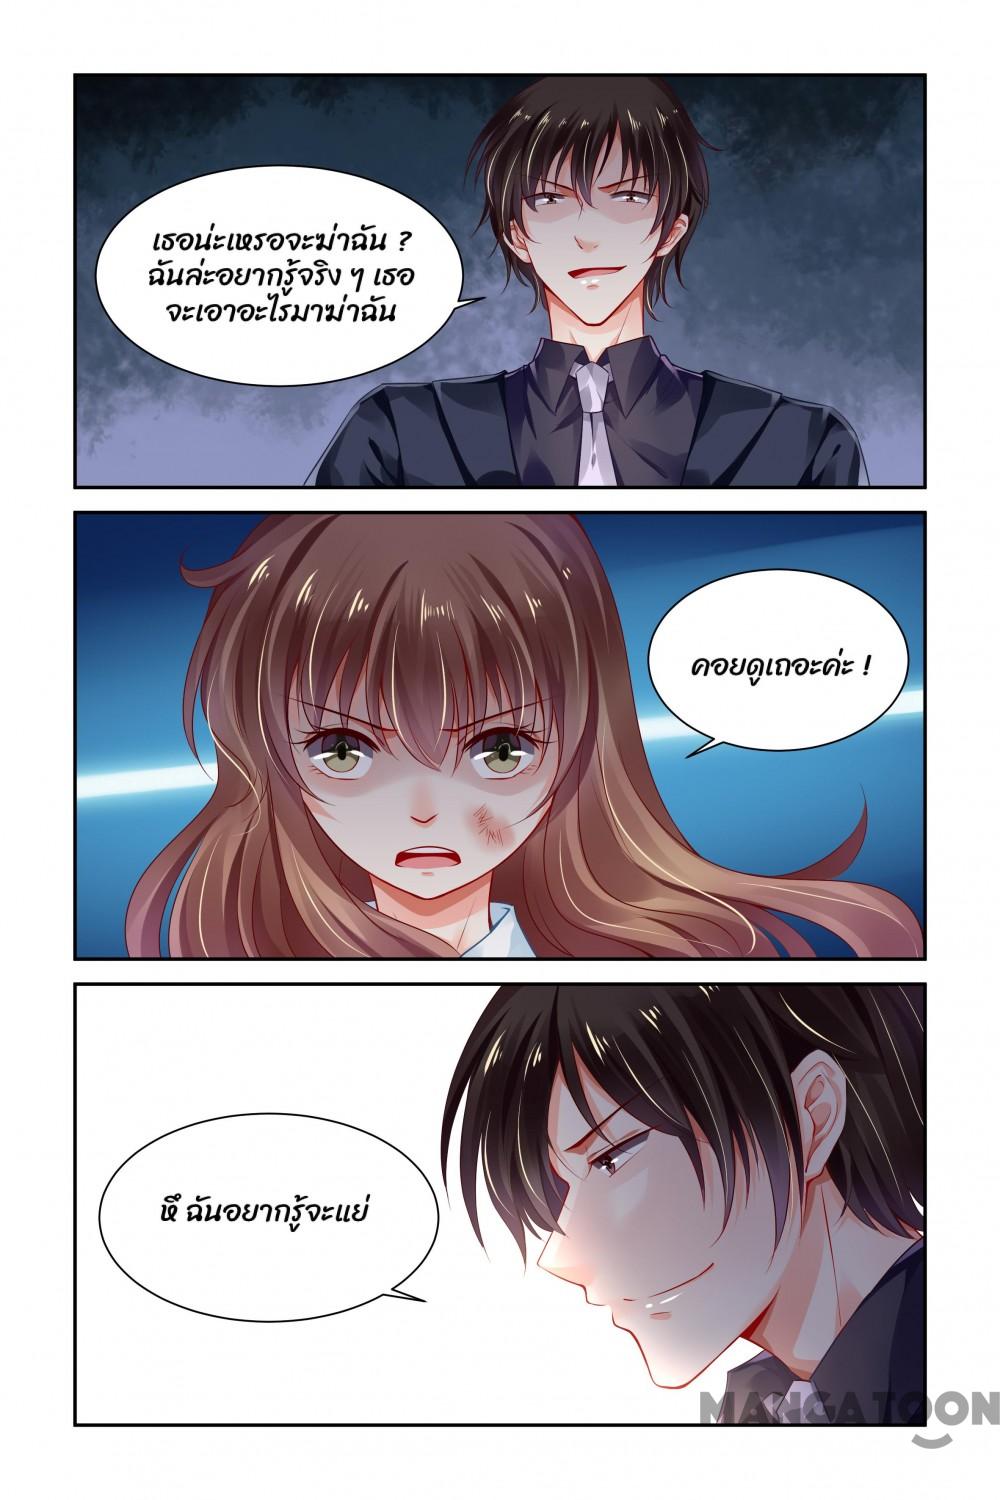 เธอน่ะเหรอจะฆ่าฉัน ?
ฉันล่ะอยากรู้จริง ๆ เธอ
จะเอาอะไรมาฆ่าฉัน
คอยดูเถอะค่ะ !
หึ ฉันอยากรู้จะแย่
MANGATOON